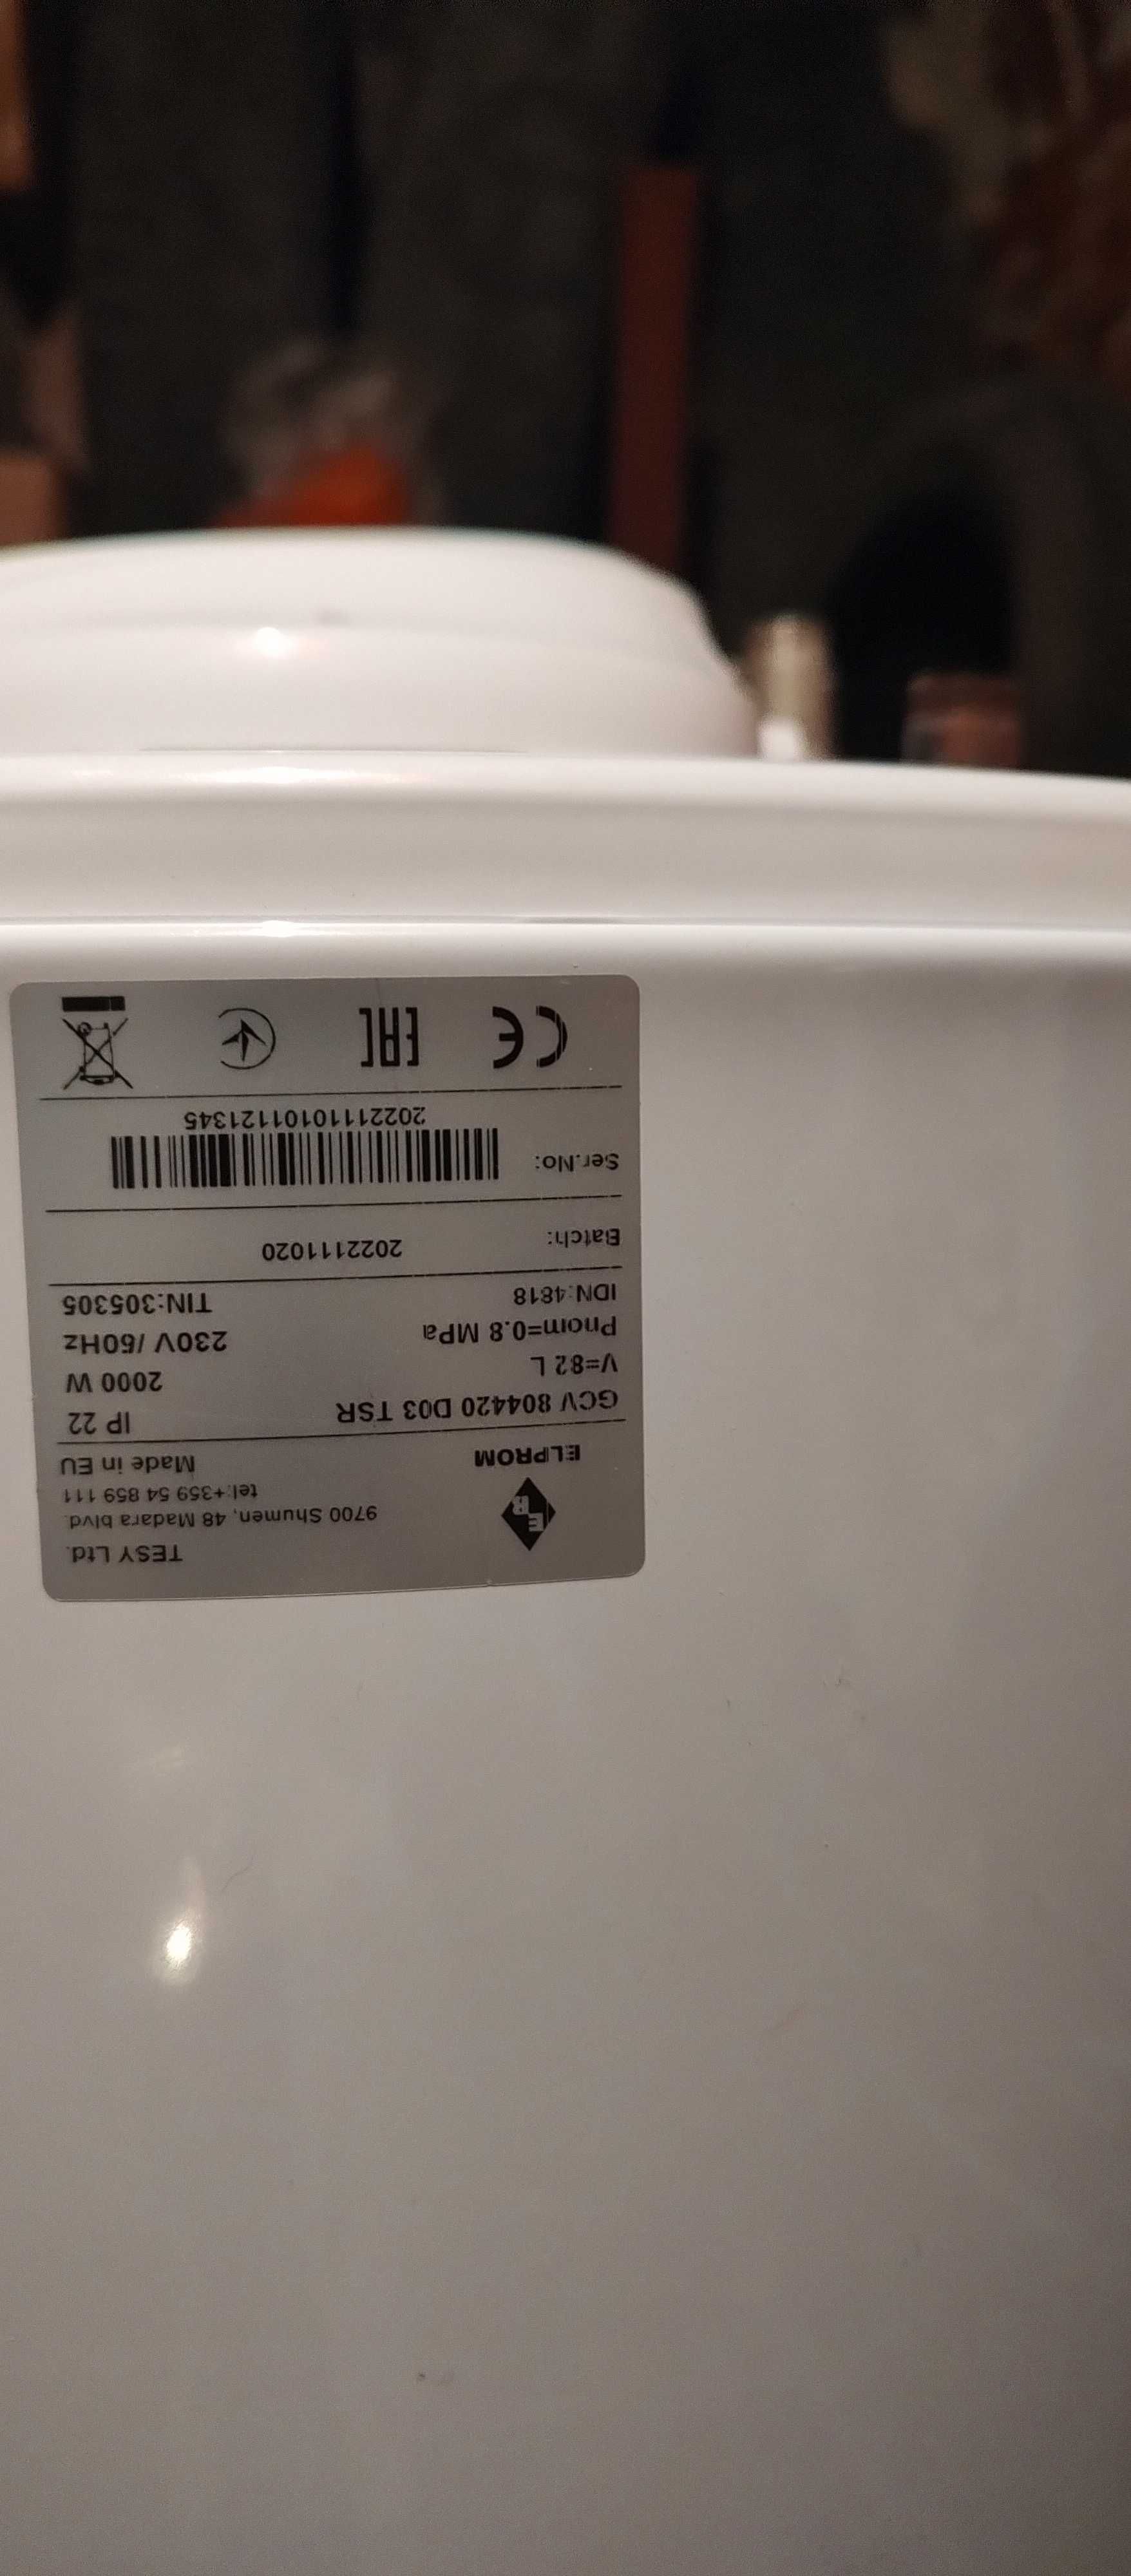 TESY Ltd.
9700 Shumen, 48 Madara blvd.
tel:+359 54 859 111
ELPROM
Made in EU
GCV 804420 D03 TSR IP 22
V=82 L 2000 W
Pnom=0.8 MPa 230V /50Hz
IDN:4818 TIN:305305
Batch: 2022111020
Ser.No:
20221110101121345
CE EAC